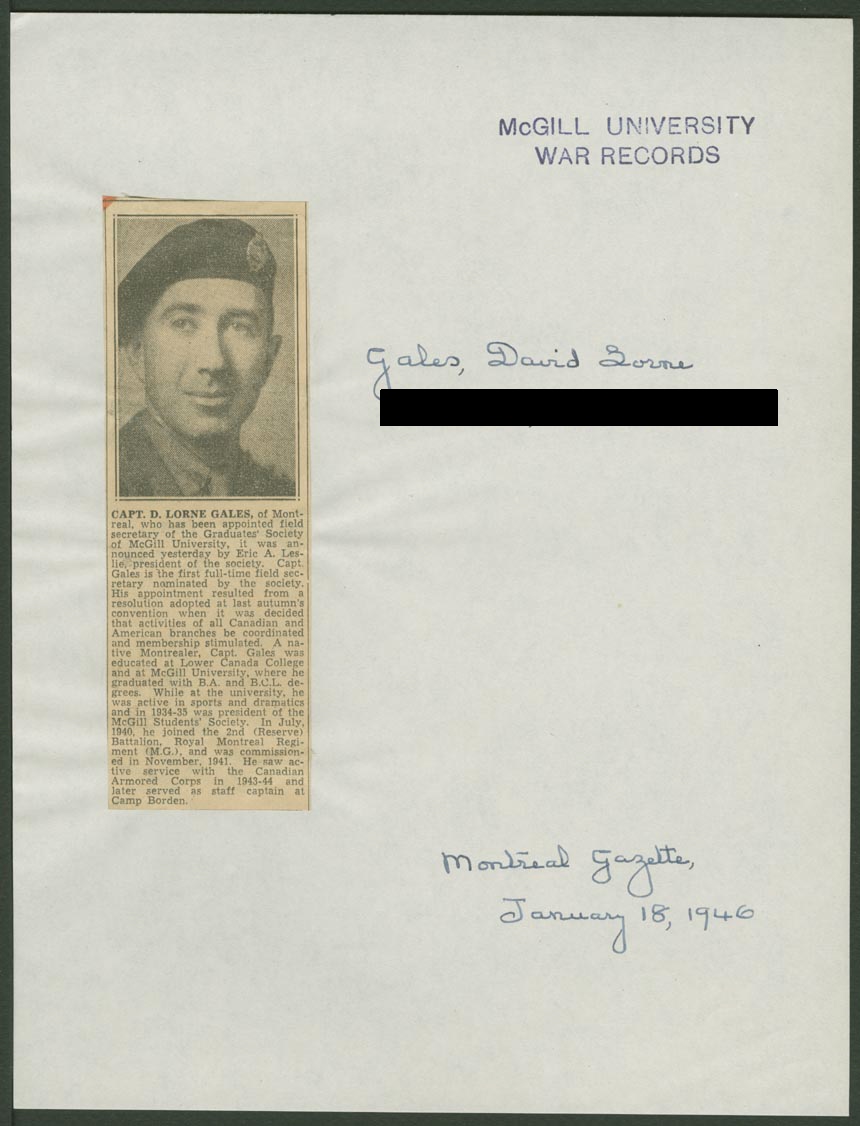 McGILL UNIVERSITY
WAR RECORDS
Gales, David Lorne
CAPT. D. LORNE GALES, of Mont-
real, who has been appointed field
secretary of the Graduates' Society
of McGill University, it was an-
nounced yesterday by Eric A. Les-
lie, president of the society. Capt.
Gales is the first full-time field sec-
retary nominated by the society.
His appointment resulted from a
resolution adopted at last autumn's
convention when it was decided
that activities of all Canadian and
American branches be coordinated
and membership stimulated. A na-
tive Montrealer, Capt. Gales was
educated at Lower Canada College
and at McGill University, where he
graduated with B.A. and B.C.L. de-
grees. While at the university, he
was active in sports and dramatics
and in 1934-35 was president of the
McGill Students' Society. In July,
1940, he joined the 2nd (Reserve)
Battalion, Royal Montreal Regi-
ment (M.G.), and was commission-
ed in November, 1941. He saw ac-
tive service with the Canadian
Armored Corps in 1943-44 and
later served as staff captain at
Camp Borden.
Montreal Gazette,
January 18, 1946